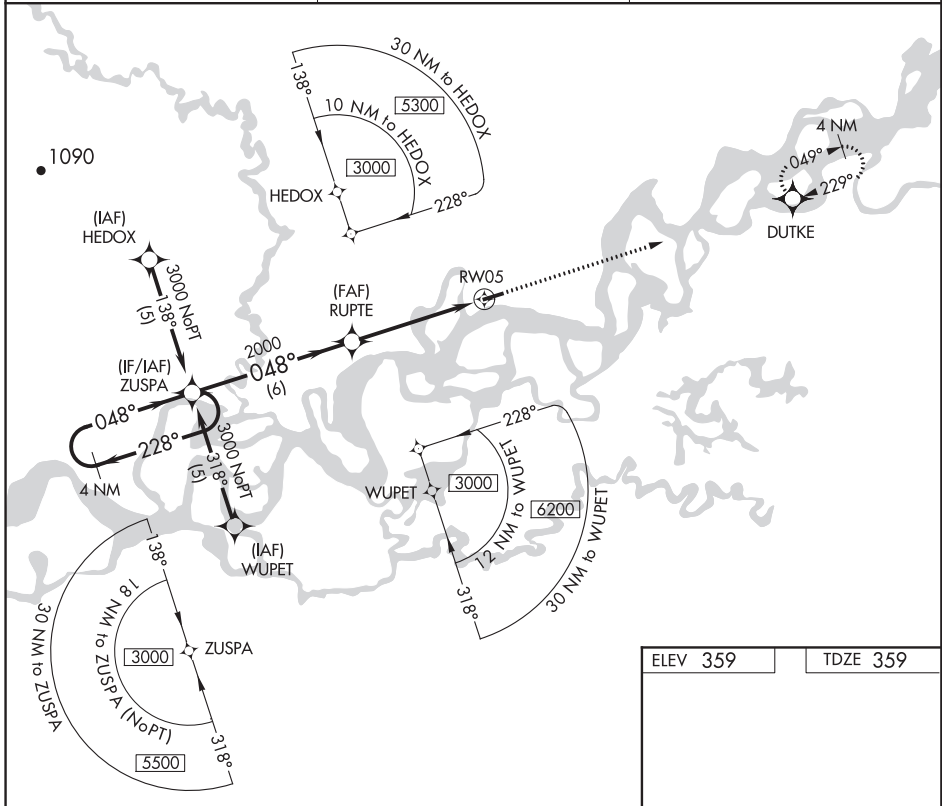 30 NM to HEDOX
138°
5300
10 NM to HEDOX
3000
HEDOX
228°
4 NM
049°
229°
DUTKE
1090
(IAF)
HEDOX
3000 NoPT
138°
(5)
RW05
(FAF)
RUPTE
2000
048°
(6)
(IF/IAF)
ZUSPA
048°
228°
4 NM
3000 NoPT
318°
(5)
(IAF)
WUPET
228°
WUPET
3000
12 NM to WUPET
6200
30 NM to WUPET
318°
138°
18 NM to ZUSPA (NoPT)
30 NM to ZUSPA
3000
ZUSPA
318°
5500
ELEV 359
TDZE 359